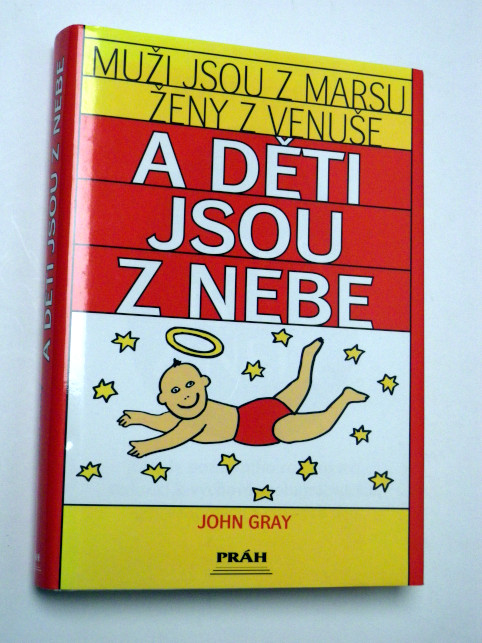 MUŽI JSOU Z MARSU
ŽENY Z VENUŠE
A DĚTI
JSOU
Z NEBE
JOHN GRAY
PRÁH
A DĚTI JSOU Z NEBE